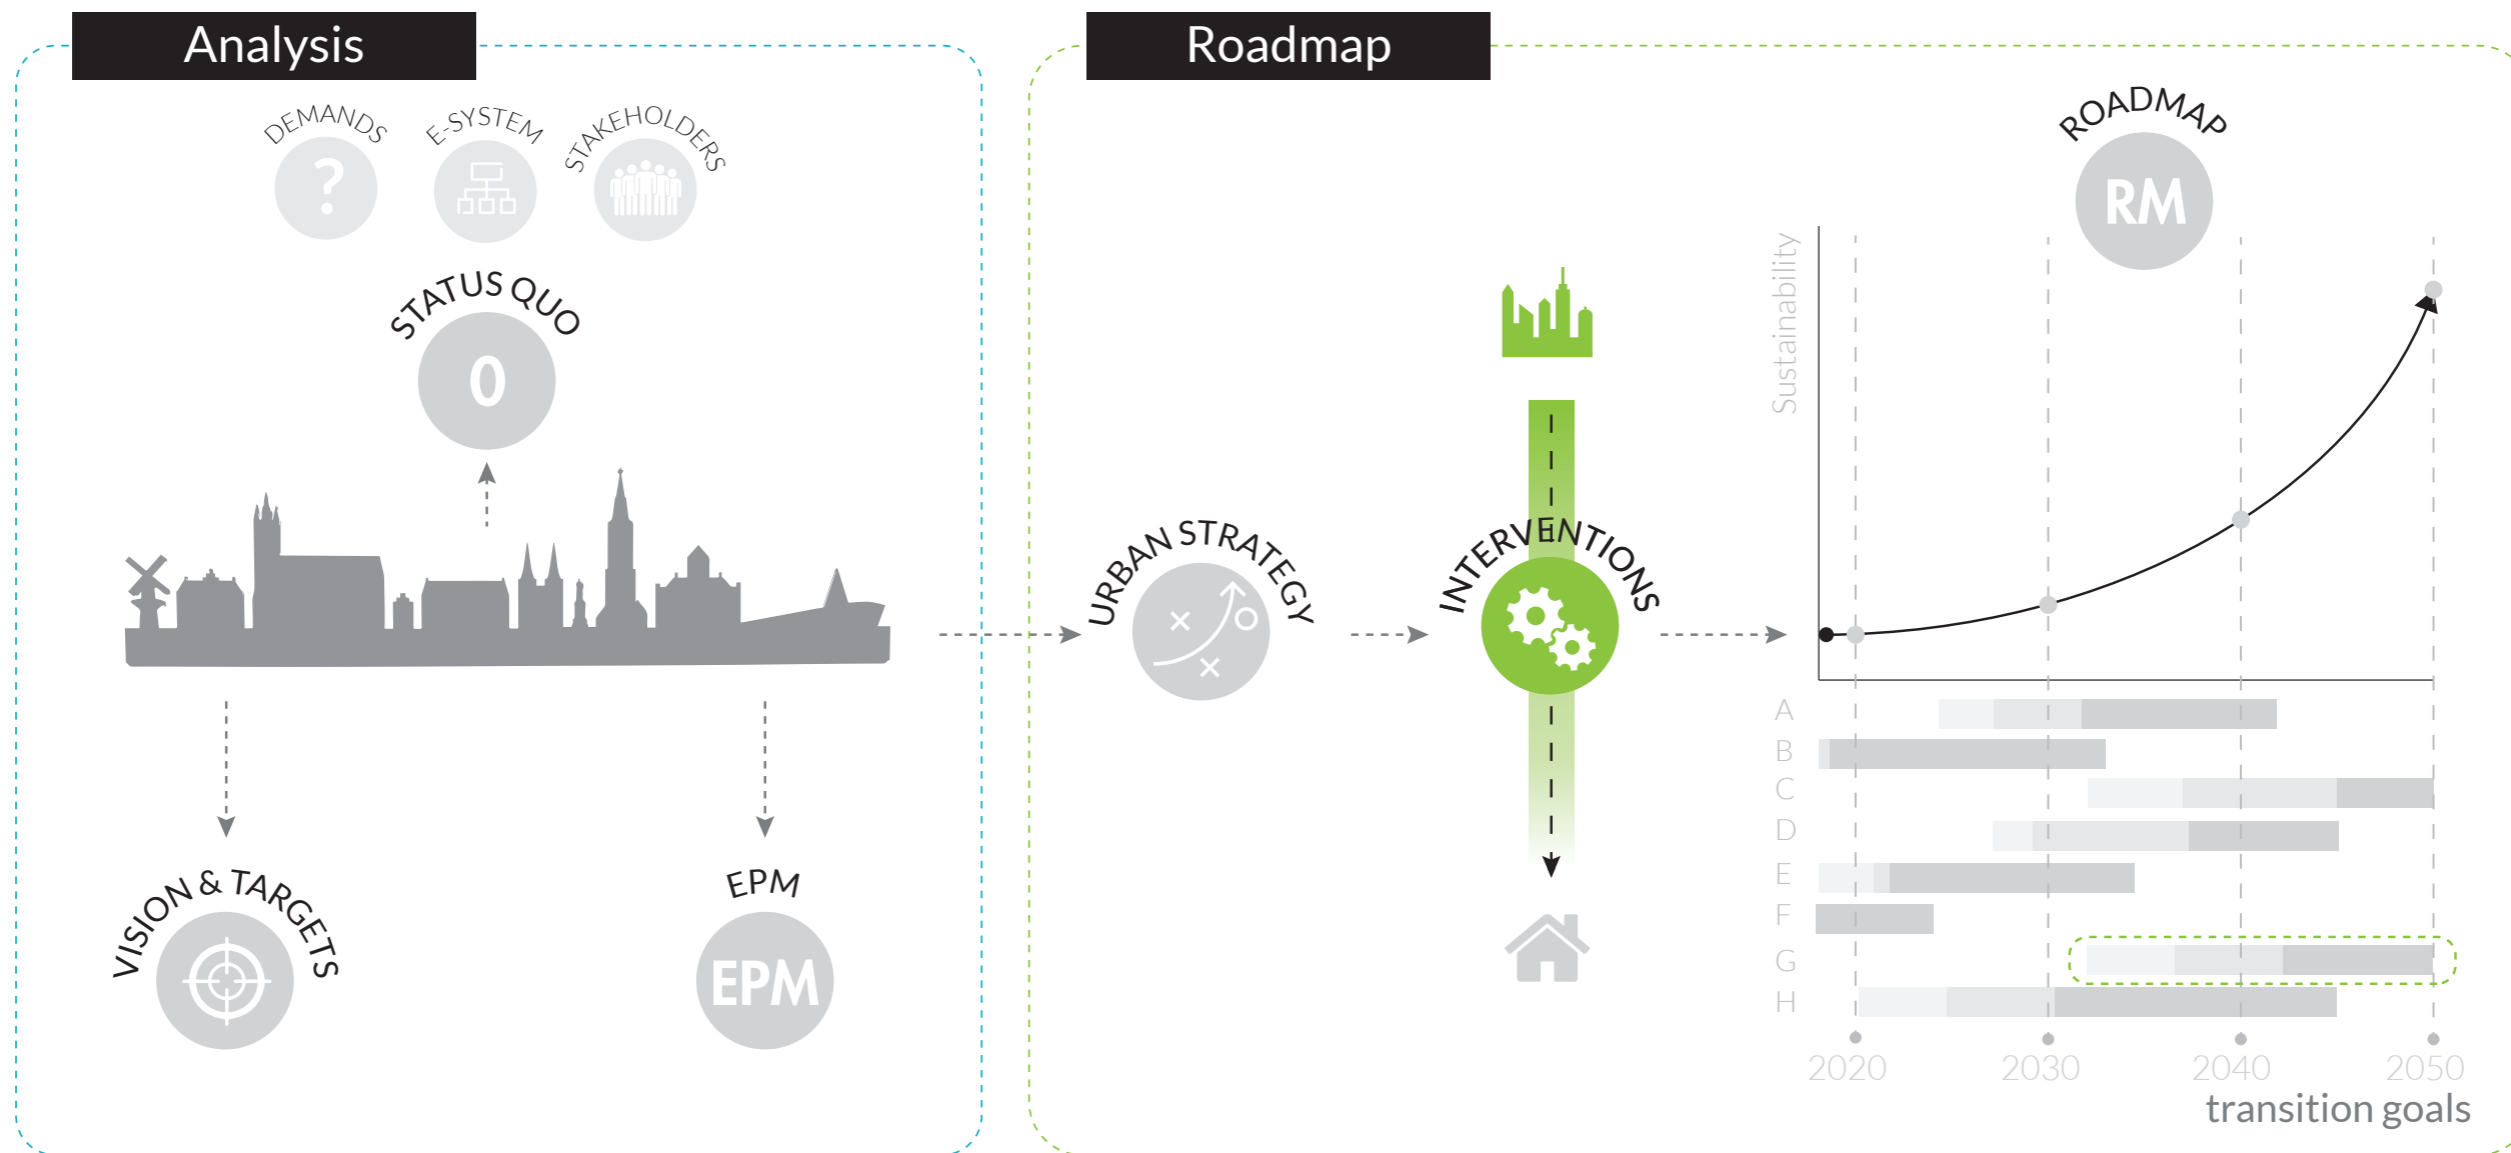 Analysis
DEMANDS
?
E-SYSTEM
STAKEHOLDERS
STATUS QUO
0
VISION & TARGETS
EPM
EPM
Roadmap
URBAN STRATEGY
INTERVENTIONS
ROADMAP
RM
Sustainability
A
B
C
D
E
F
G
H
2020 2030 2040 2050
transition goals